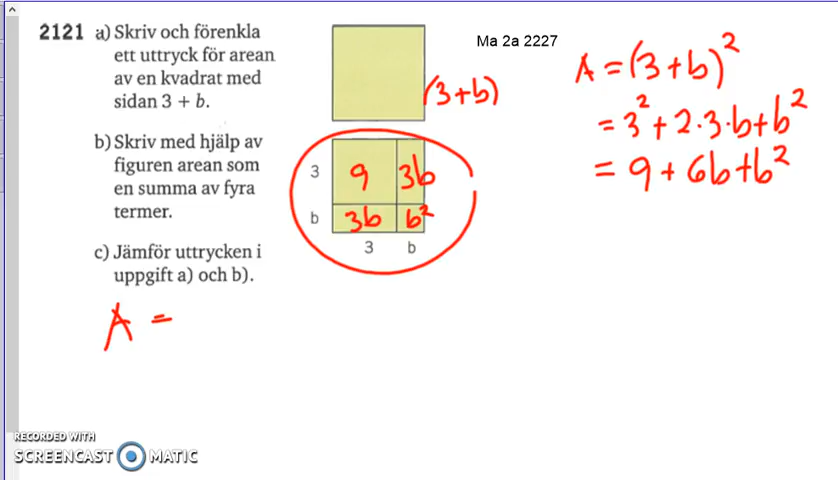 2121 a) Skriv och förenkla
ett uttryck för arean
av en kvadrat med
sidan 3 + b.
(3+b)
Ma 2a 2227
A = (3+b)²
= 3² + 2·3·b + b²
= 9 + 6b + b²
b) Skriv med hjälp av
figuren arean som
en summa av fyra
termer.
3 9 3b
b 3b b²
3 b
c) Jämför uttrycken i
uppgift a) och b).
A =
RECORDED WITH
SCREENCAST MATIC